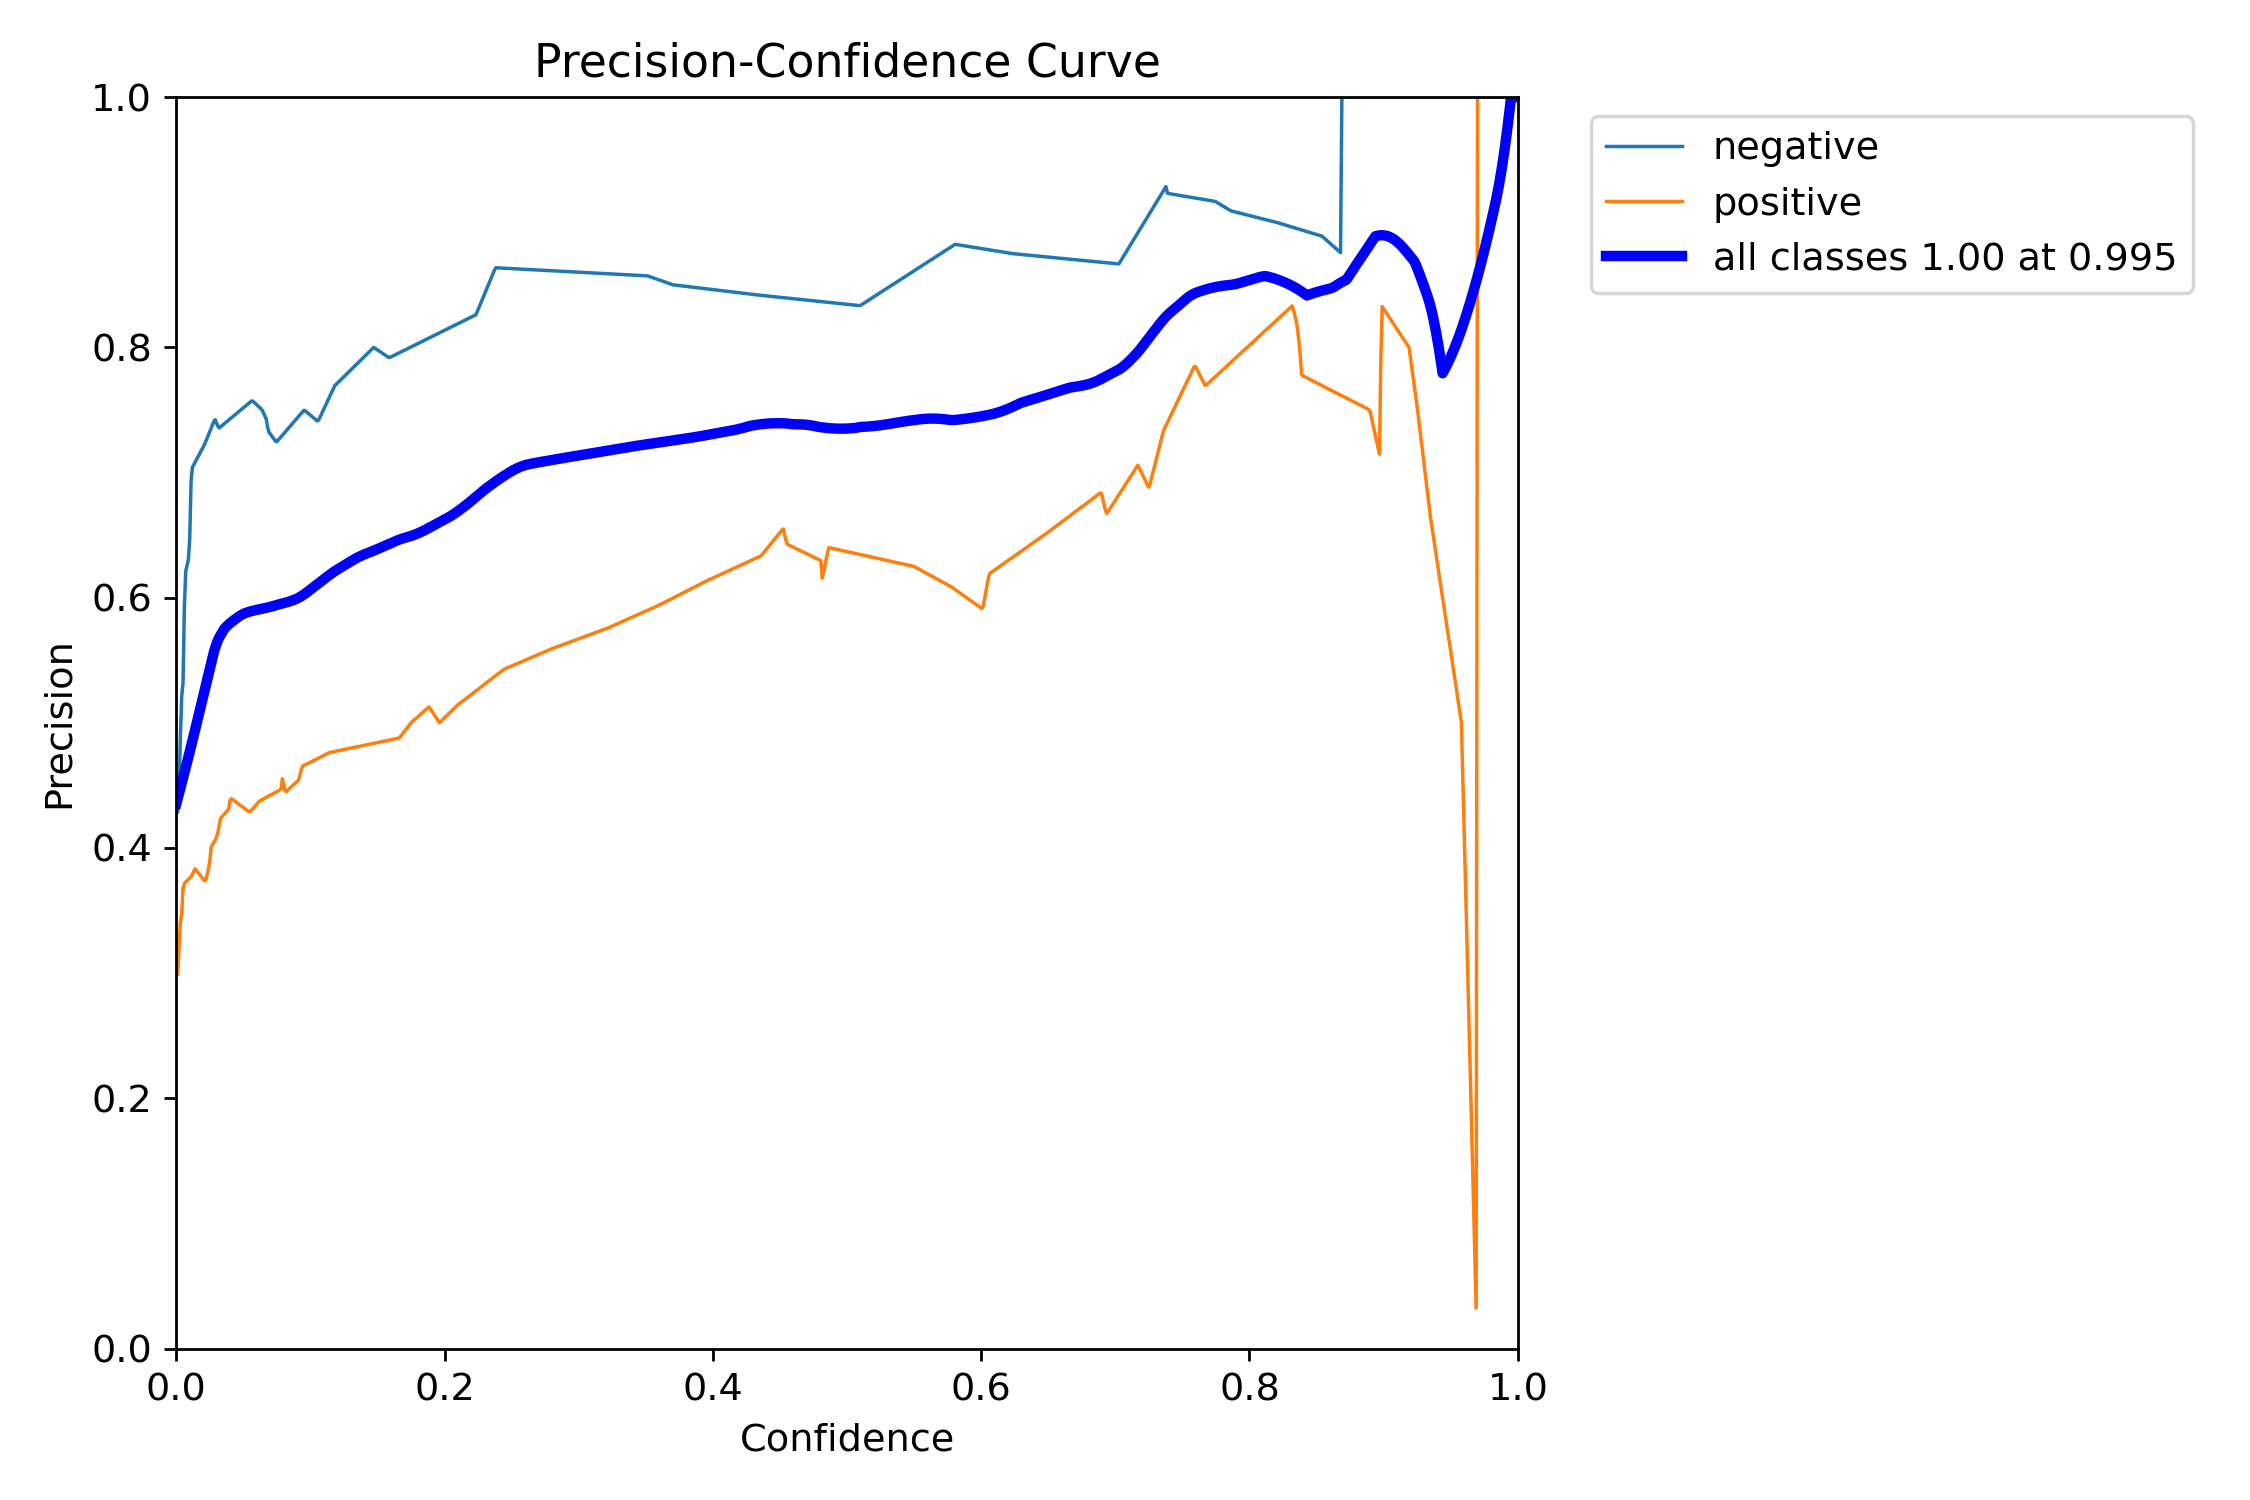 Precision-Confidence Curve
1.0
0.8
0.6
0.4
0.2
0.0
Precision
0.0 0.2 0.4 0.6 0.8 1.0
Confidence
negative
positive
all classes 1.00 at 0.995